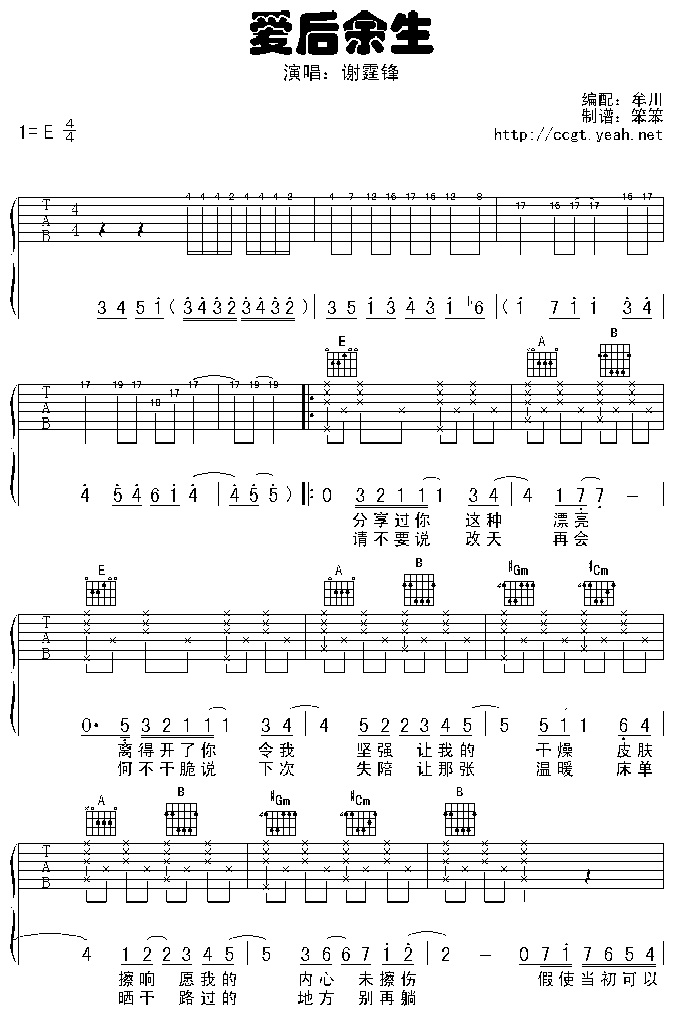 爱后余生
演唱：谢霆锋
编配：牟川
制谱：笨笨
1=E 4/4
http://ccgt.yeah.net
T A B 4/4 4 4 4 2 4 4 4 2 4 7 12 16 17 16 12 9 17 16 17 17 16 17
3 4 5 1 ( 3 4 3 2 3 4 3 2 ) | 3 5 1 3 4 3 1 b6 | ( 1 7 1 1 3 4
E A B
T A B 17 19 17 17 17 17 19 19
4 5 4 6 1 4 | 4 5 5 ) 0 3 2 1 1 1 3 4 | 4 1 7 7 -
分享过你 这种 漂亮
请不要说 改天 再会
E A B #Gm #Cm
T A B
0· 5 3 2 1 1 1 3 4 | 4 5 2 2 3 4 5 | 5 5 1 1 6 4
离得开了你 令我 坚强 让我的 干燥 皮肤
何不干脆说 下次 失陪 让那张 温暖 床单
A B #Gm #Cm B
T A B
4 1 2 2 3 4 5 | 5 3 6 6 7 1 2 | 2 - 0 7 1 7 6 5 4
擦响 愿我的 内心 未擦伤 假使当初可以
晒干 路过的 地方 别再躺